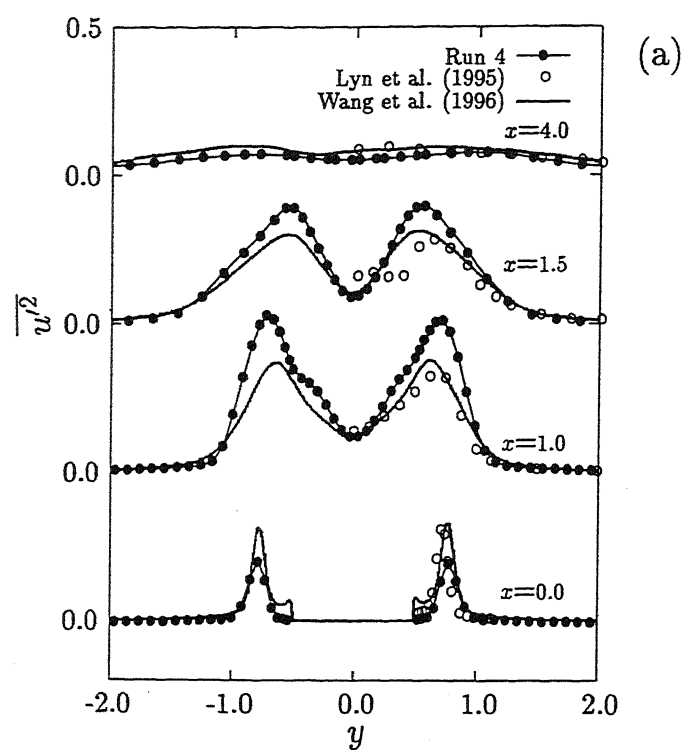 0.5
(a)
Run 4
Lyn et al. (1995)
Wang et al. (1996)
x=4.0
0.0
x=1.5
0.0
u'²
x=1.0
0.0
x=0.0
0.0
-2.0 -1.0 0.0 1.0 2.0
y